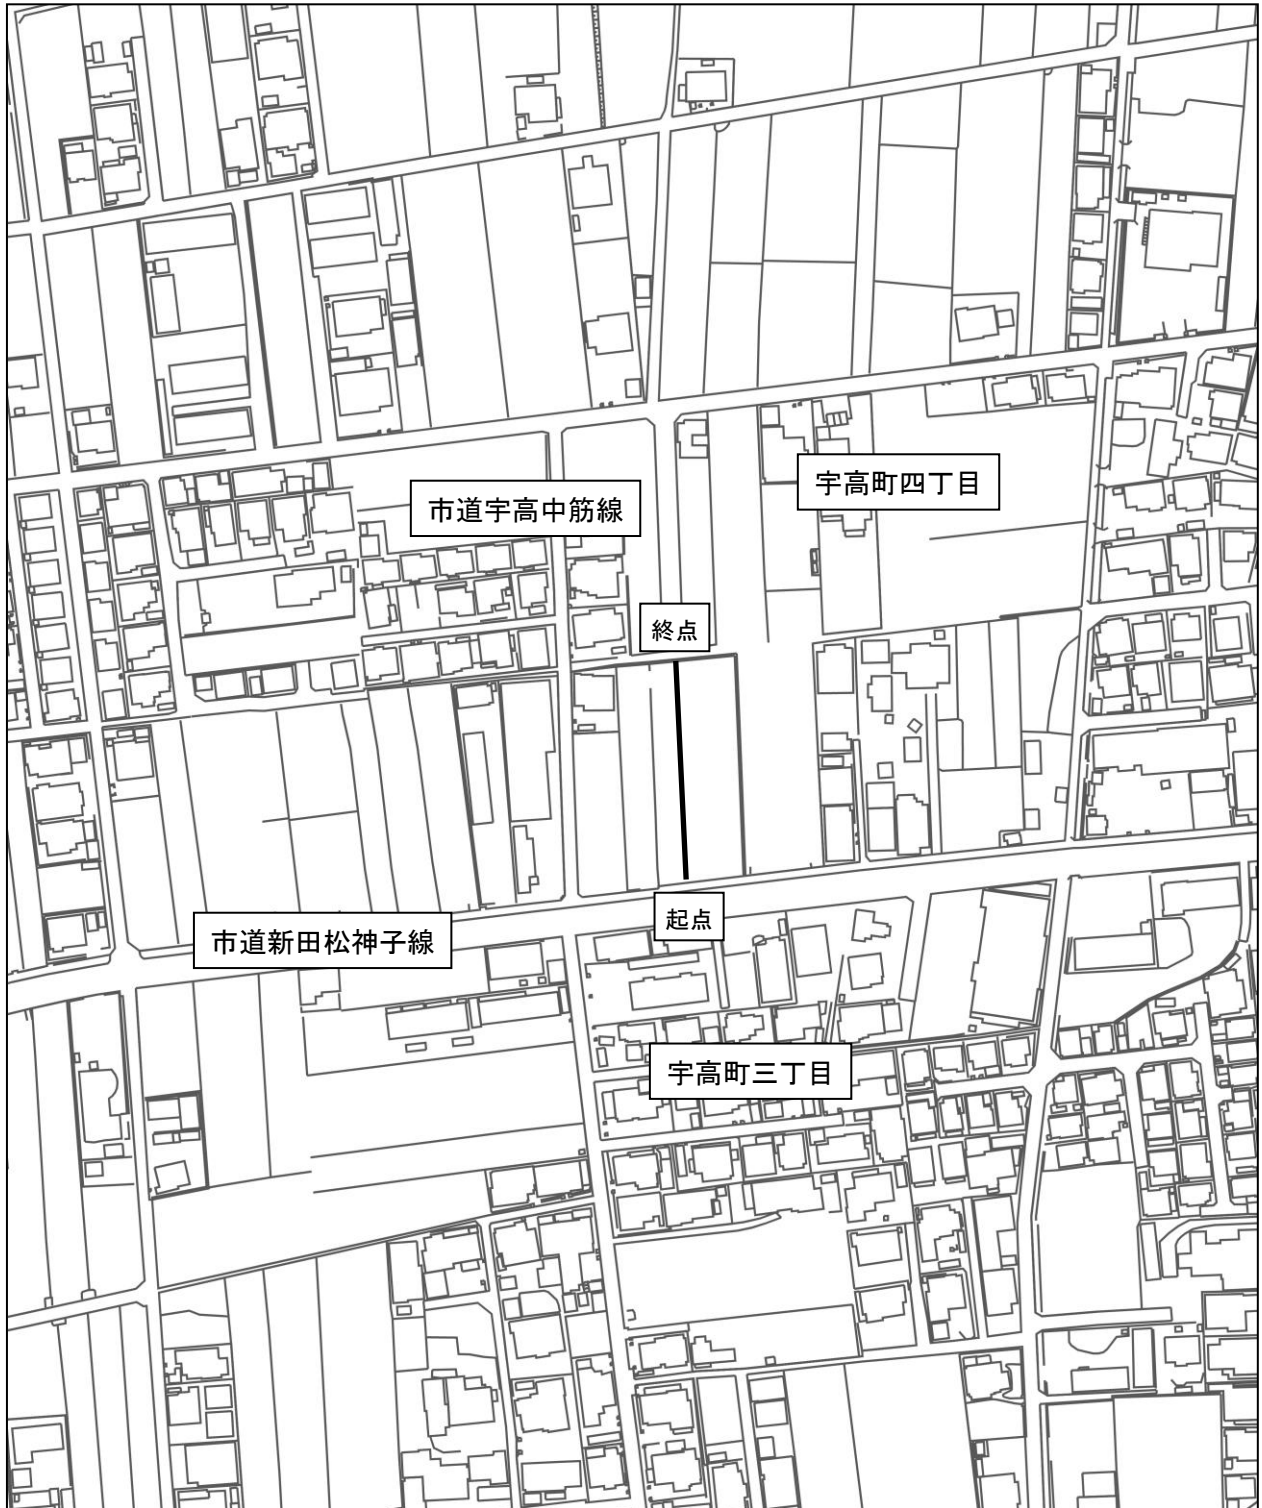 宇高町四丁目
市道宇高中筋線
終点
起点
市道新田松神子線
宇高町三丁目